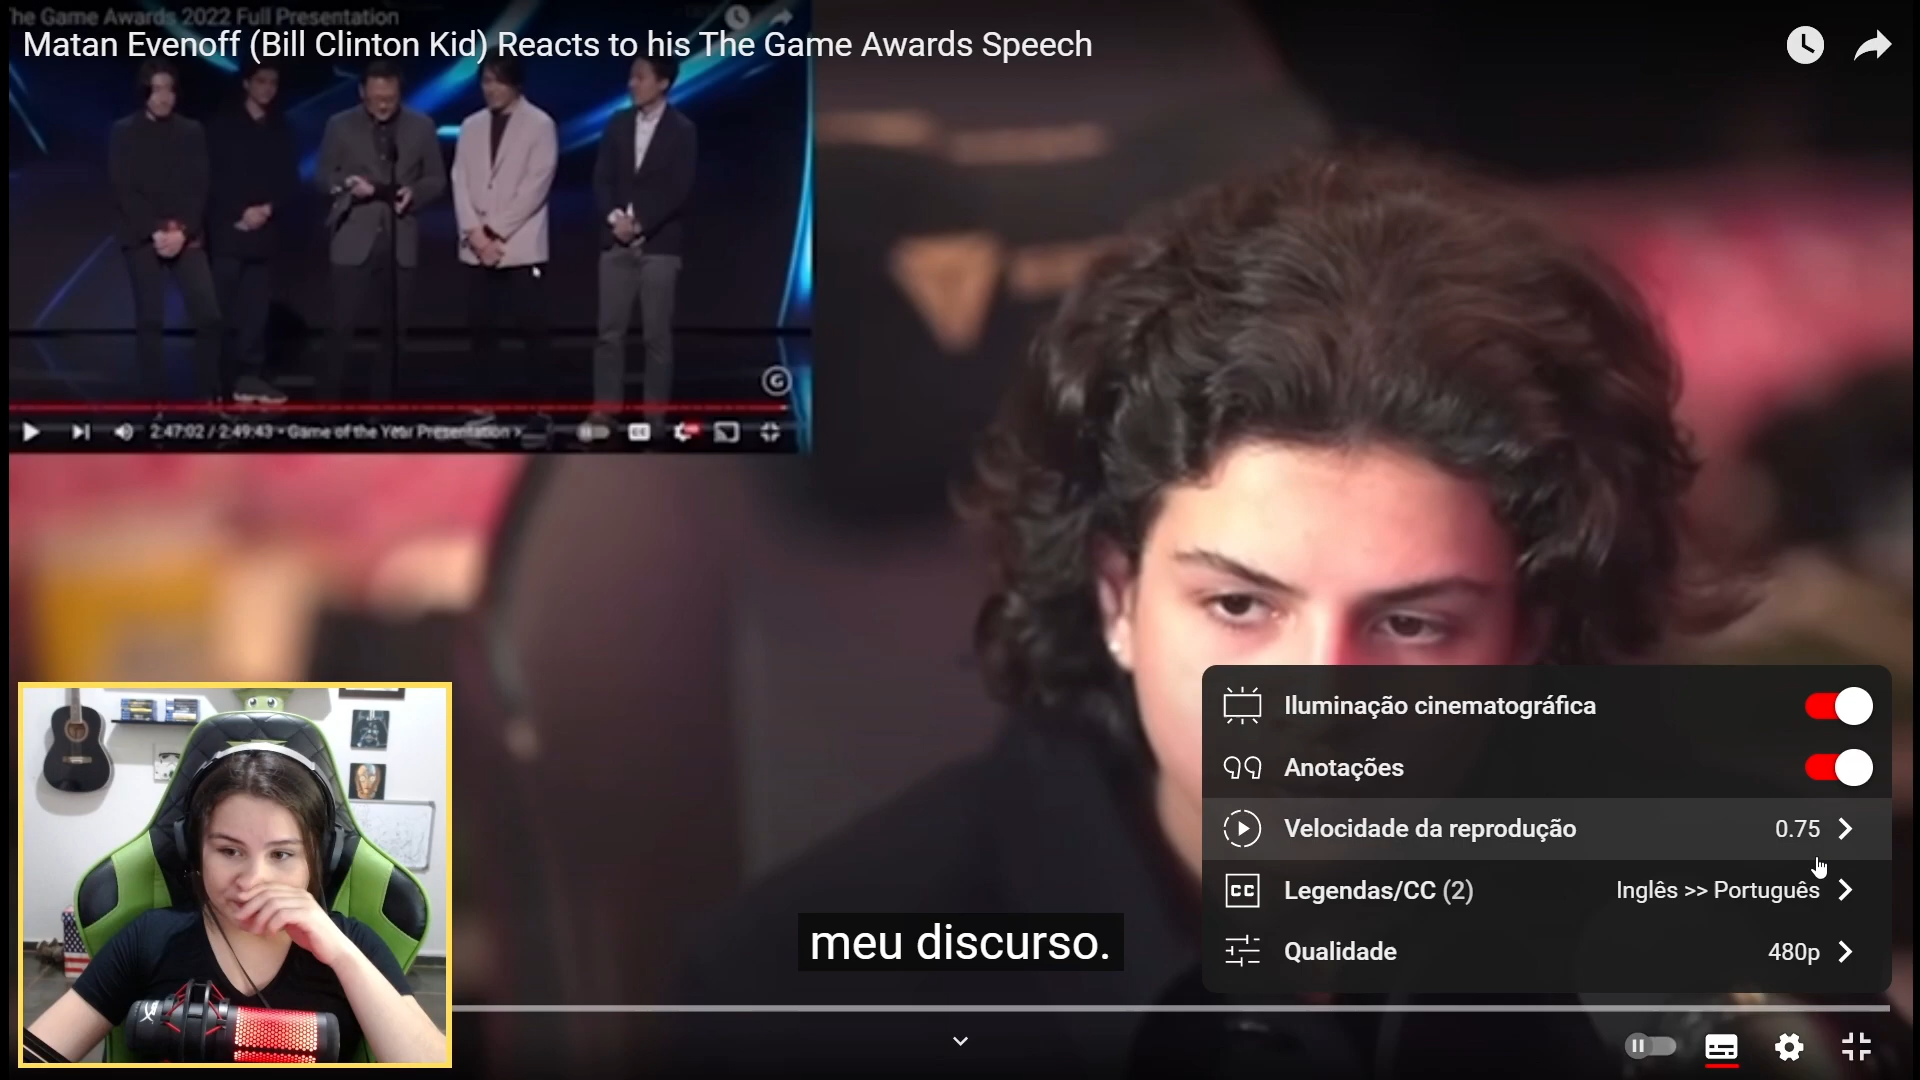 he Game Awards 2022 Full Presentation
Matan Evenoff (Bill Clinton Kid) Reacts to his The Game Awards Speech
2:47:02 / 2:49:43 • Game of the Year Presentation >
Iluminação cinematográfica
Anotações
Velocidade da reprodução 0.75
CC Legendas/CC (2) Inglês >> Português
Qualidade 480p
meu discurso.